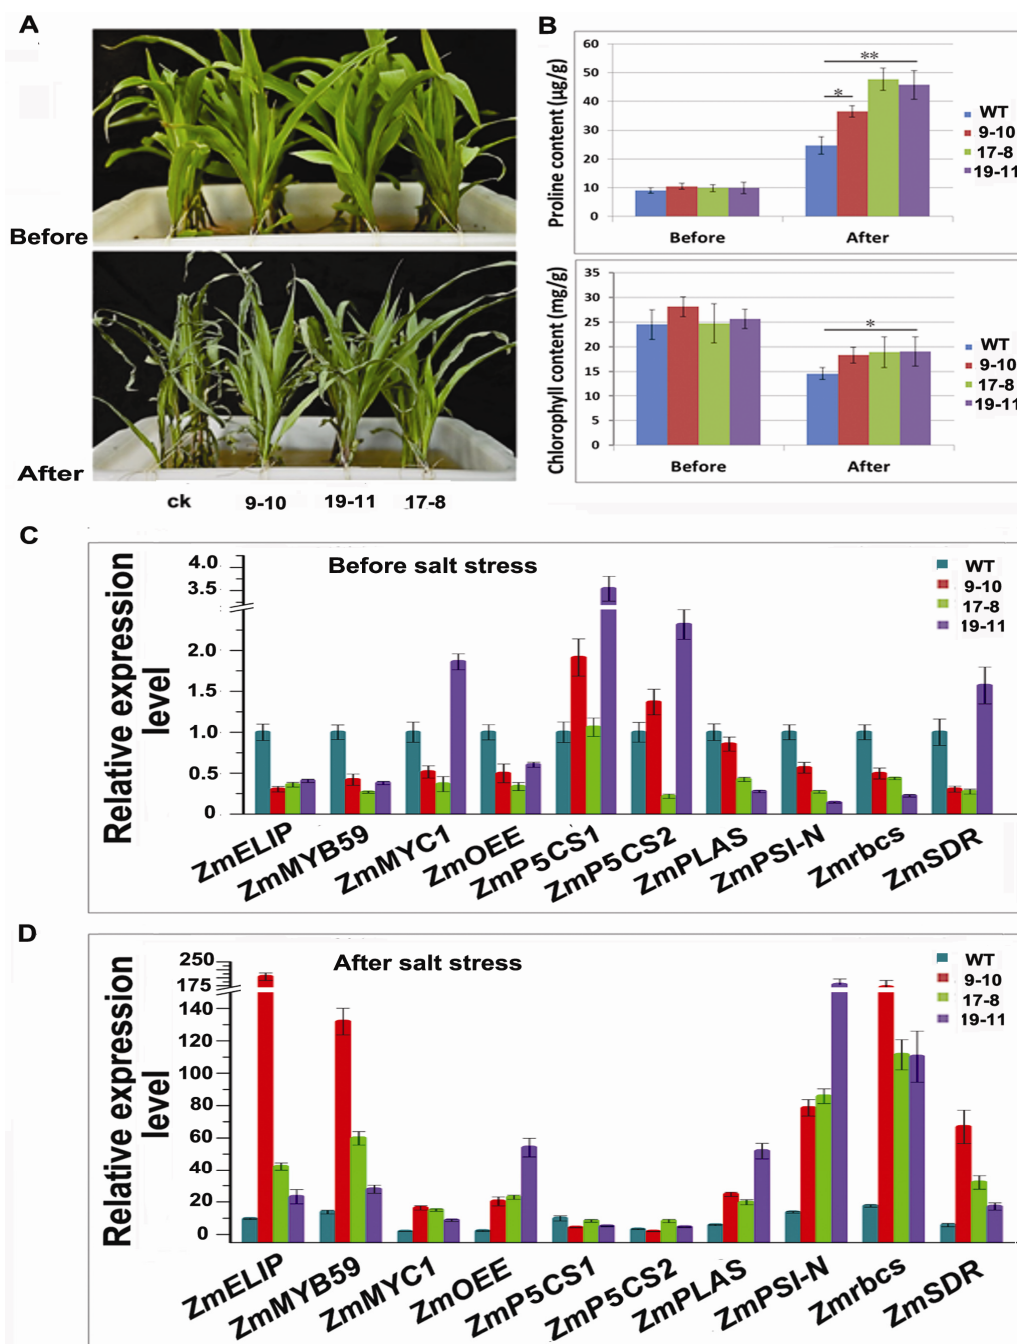 A
Before
After
ck 9-10 19-11 17-8
B
Proline content (µg/g)
60
50
40
30
20
10
0
**
*
Before After
WT
9-10
17-8
19-11
Chlorophyll content (mg/g)
35
30
25
20
15
10
5
0
*
Before After
WT
9-10
17-8
19-11
C
Before salt stress
Relative expression
level
4.0
3.5
2.0
1.5
1.0
0.5
0
WT
9-10
17-8
19-11
ZmELIP ZmMYB59 ZmMYC1 ZmOEE ZmP5CS1 ZmP5CS2 ZmPLAS ZmPSI-N Zmrbcs ZmSDR
D
After salt stress
Relative expression
level
250
175
140
120
100
80
60
40
20
0
WT
9-10
17-8
19-11
ZmELIP ZmMYB59 ZmMYC1 ZmOEE ZmP5CS1 ZmP5CS2 ZmPLAS ZmPSI-N Zmrbcs ZmSDR